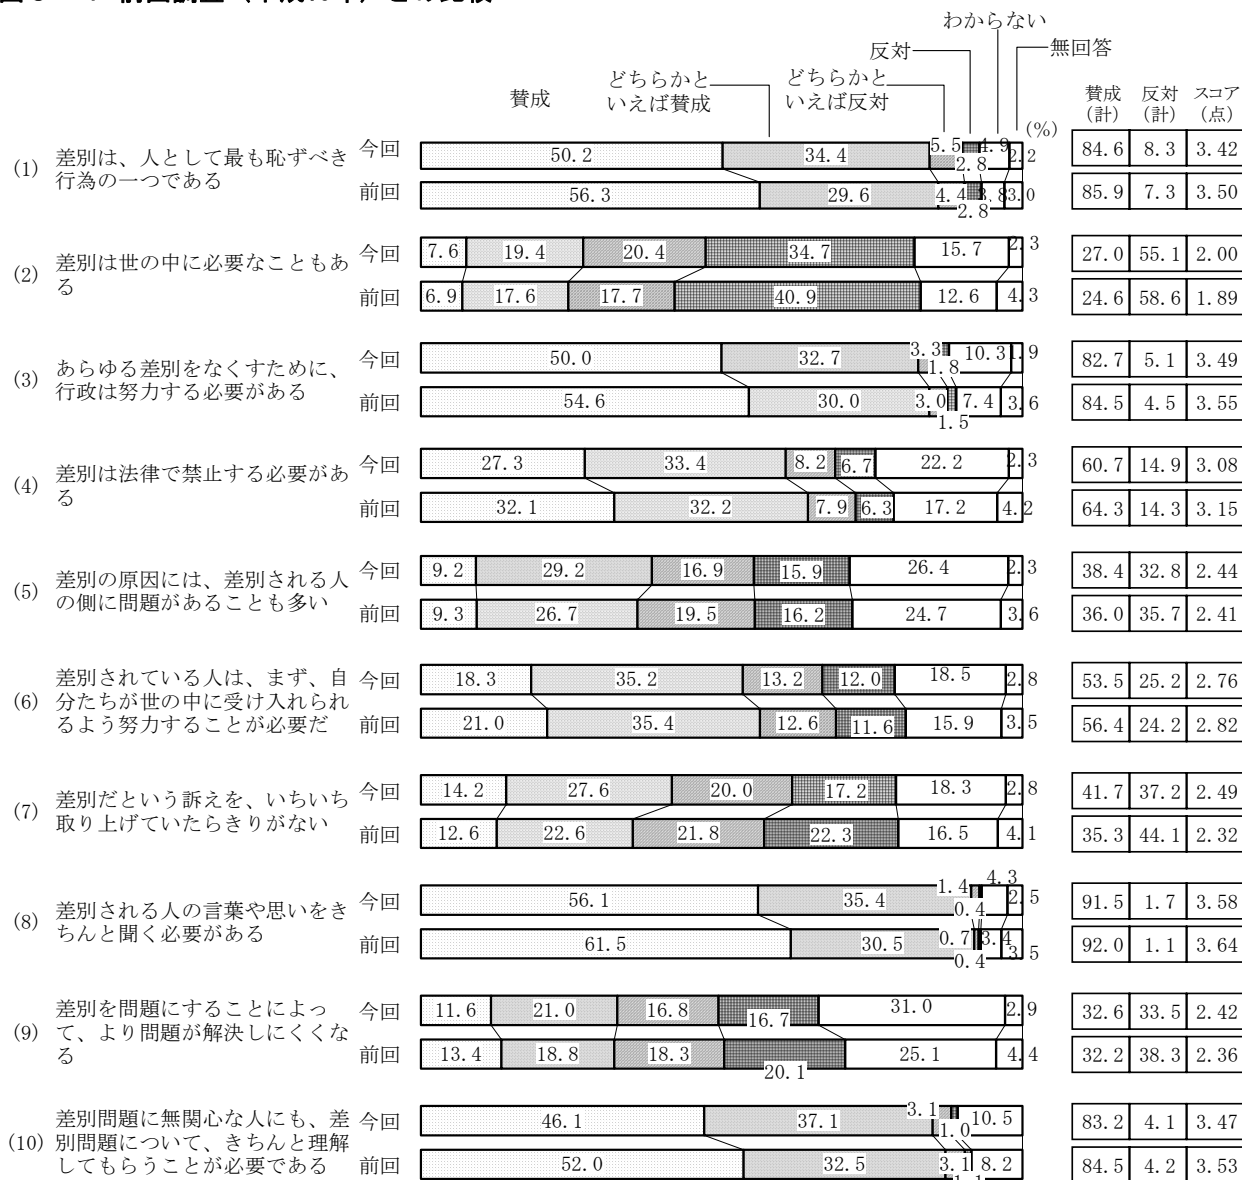 わからない
反対
無回答
賛成
どちらかと
いえば賛成
どちらかと
いえば反対
賛成
(計)
反対
(計)
スコア
(点)
(%)
(1) 差別は、人として最も恥ずべき
行為の一つである
今回 50.2 34.4 5.5 2.8 4.9 2.2 84.6 8.3 3.42
前回 56.3 29.6 4.4 2.8 3.8 3.0 85.9 7.3 3.50
(2) 差別は世の中に必要なこともあ
る
今回 7.6 19.4 20.4 34.7 15.7 2.3 27.0 55.1 2.00
前回 6.9 17.6 17.7 40.9 12.6 4.3 24.6 58.6 1.89
(3) あらゆる差別をなくすために、
行政は努力する必要がある
今回 50.0 32.7 3.3 1.8 10.3 1.9 82.7 5.1 3.49
前回 54.6 30.0 3.0 1.5 7.4 3.6 84.5 4.5 3.55
(4) 差別は法律で禁止する必要があ
る
今回 27.3 33.4 8.2 6.7 22.2 2.3 60.7 14.9 3.08
前回 32.1 32.2 7.9 6.3 17.2 4.2 64.3 14.3 3.15
(5) 差別の原因には、差別される人
の側に問題があることも多い
今回 9.2 29.2 16.9 15.9 26.4 2.3 38.4 32.8 2.44
前回 9.3 26.7 19.5 16.2 24.7 3.6 36.0 35.7 2.41
(6) 差別されている人は、まず、自
分たちが世の中に受け入れられ
るよう努力することが必要だ
今回 18.3 35.2 13.2 12.0 18.5 2.8 53.5 25.2 2.76
前回 21.0 35.4 12.6 11.6 15.9 3.5 56.4 24.2 2.82
(7) 差別だという訴えを、いちいち
取り上げていたらきりがない
今回 14.2 27.6 20.0 17.2 18.3 2.8 41.7 37.2 2.49
前回 12.6 22.6 21.8 22.3 16.5 4.1 35.3 44.1 2.32
(8) 差別される人の言葉や思いをき
ちんと聞く必要がある
今回 56.1 35.4 1.4 0.4 4.3 2.5 91.5 1.7 3.58
前回 61.5 30.5 0.7 0.4 3.4 3.5 92.0 1.1 3.64
(9) 差別を問題にすることによっ
て、より問題が解決しにくくな
る
今回 11.6 21.0 16.8 16.7 31.0 2.9 32.6 33.5 2.42
前回 13.4 18.8 18.3 20.1 25.1 4.4 32.2 38.3 2.36
(10) 差別問題に無関心な人にも、差
別問題について、きちんと理解
してもらうことが必要である
今回 46.1 37.1 3.1 1.0 10.5 83.2 4.1 3.47
前回 52.0 32.5 3.1 8.2 84.5 4.2 3.53